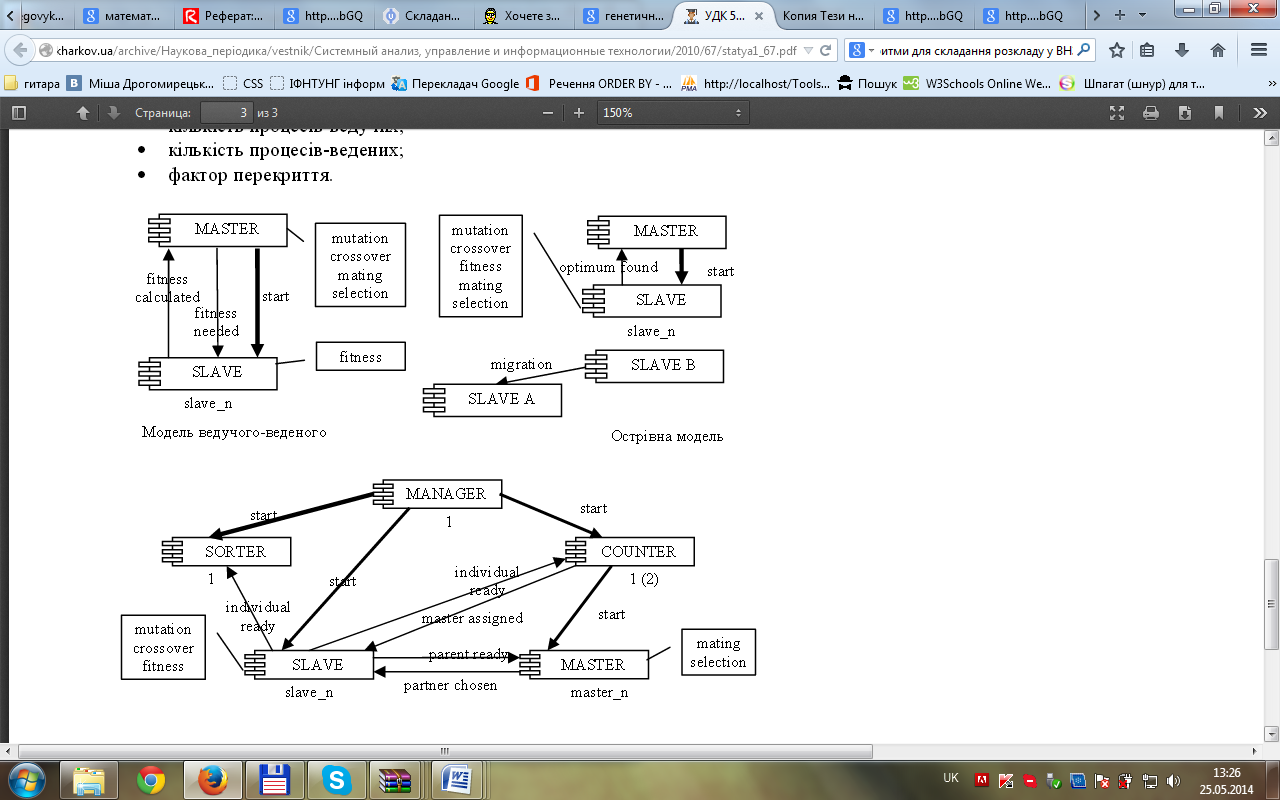 zegovyk...
математ...
Реферат:...
http....bGQ
Складан...
Хочете з...
генетичн...
УДК 5...
Копия Тези н...
http....bGQ
http....bGQ
kharkov.ua/archive/Наукова_періодика/vestnik/Системный анализ, управление и информационные технологии/2010/67/statya1_67.pdf
итми для складання розкладу у ВН
гитара
Міша Дрогомирецьк...
CSS
ІФНТУНГ інформ
Перекладач Google
Речення ORDER BY - ...
http://localhost/Tools...
Пошук
W3Schools Online We...
Шпагат (шнур) для т...
Страница:
3
из 3
150%
кількість процесів-ведучих;
• кількість процесів-ведених;
• фактор перекриття.
MASTER
mutation
crossover
mating
selection
fitness
calculated
fitness
needed
start
fitness
SLAVE
slave_n
Модель ведучого-веденого
mutation
crossover
fitness
mating
selection
MASTER
optimum found
start
SLAVE
slave_n
migration
SLAVE B
SLAVE A
Острівна модель
MANAGER
1
start
start
start
SORTER
1
COUNTER
1 (2)
individual
ready
individual
ready
master assigned
start
mutation
crossover
fitness
SLAVE
slave_n
parent ready
partner chosen
MASTER
master_n
mating
selection
UK
13:26
25.05.2014